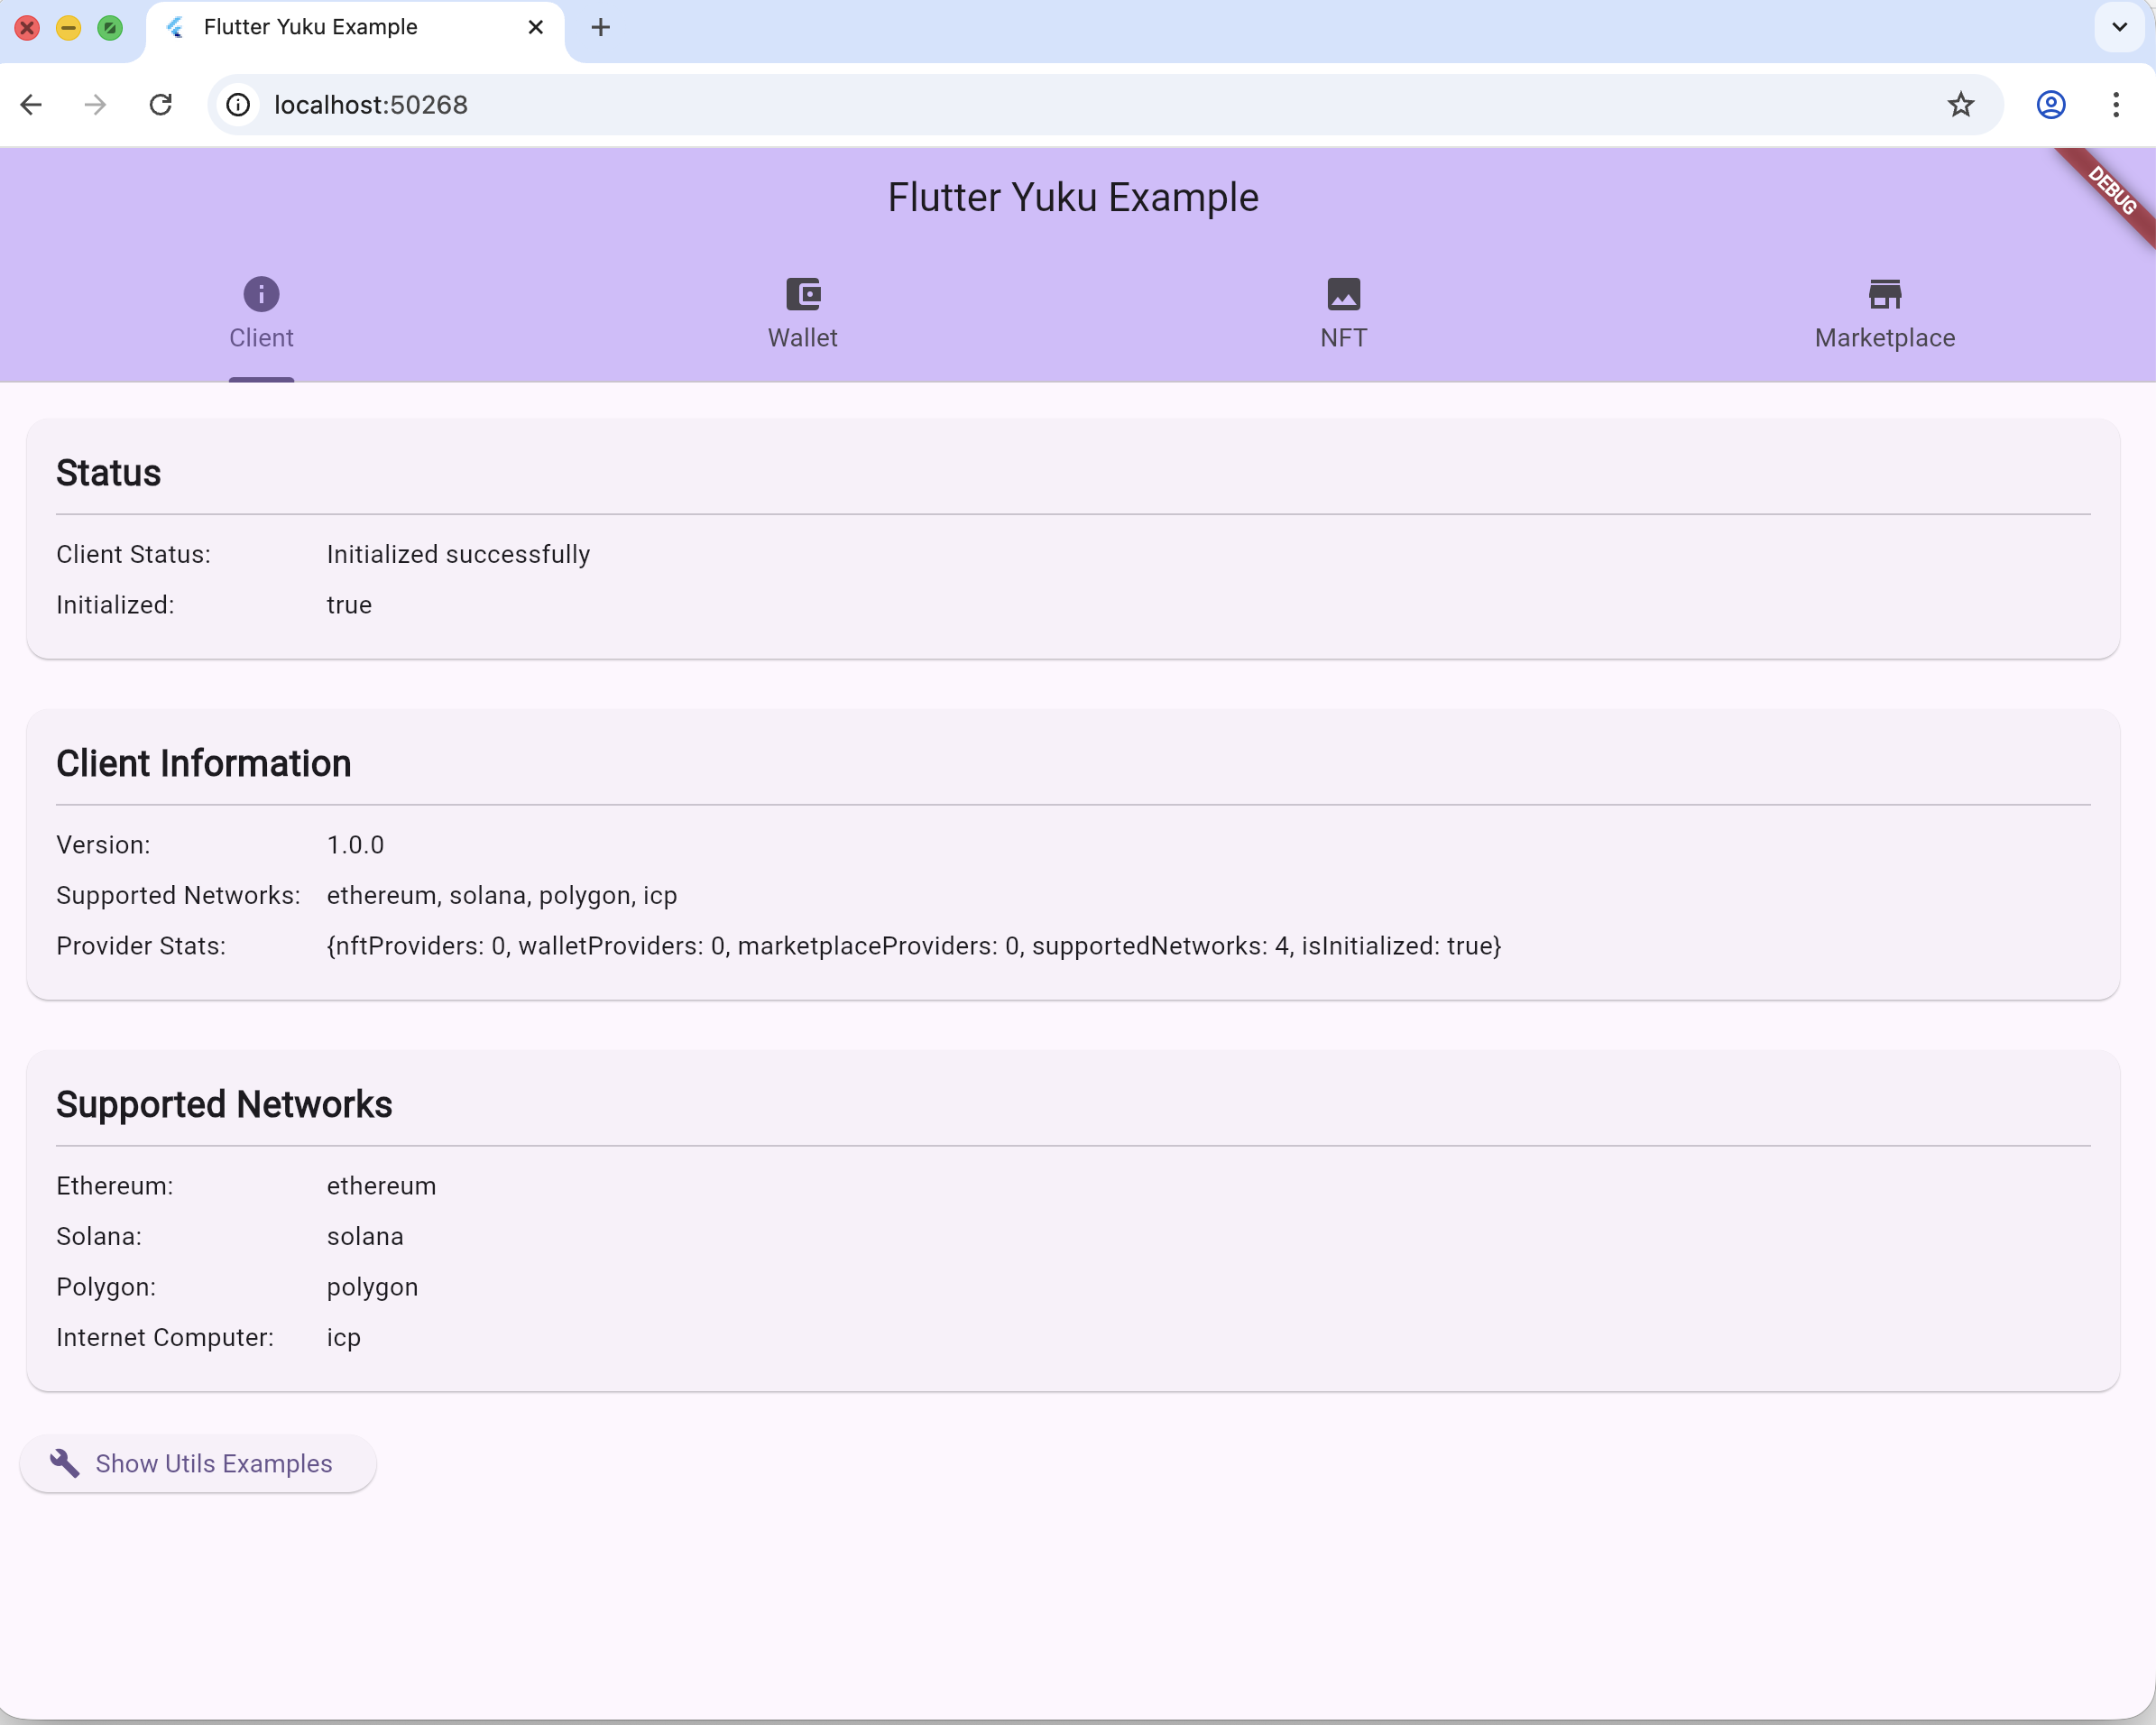 Flutter Yuku Example
localhost:50268
Flutter Yuku Example
DEBUG
Client Wallet NFT Marketplace
Status
Client Status: Initialized successfully
Initialized: true
Client Information
Version: 1.0.0
Supported Networks: ethereum, solana, polygon, icp
Provider Stats: {nftProviders: 0, walletProviders: 0, marketplaceProviders: 0, supportedNetworks: 4, isInitialized: true}
Supported Networks
Ethereum: ethereum
Solana: solana
Polygon: polygon
Internet Computer: icp
Show Utils Examples